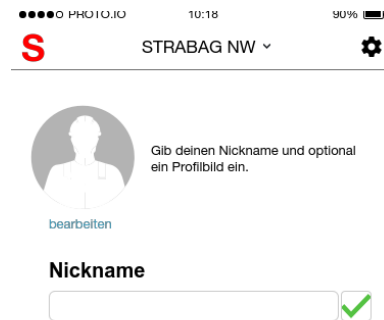 PHOTO.IO 10:18 90%
S STRABAG NW
Gib deinen Nickname und optional
ein Profilbild ein.
bearbeiten
Nickname